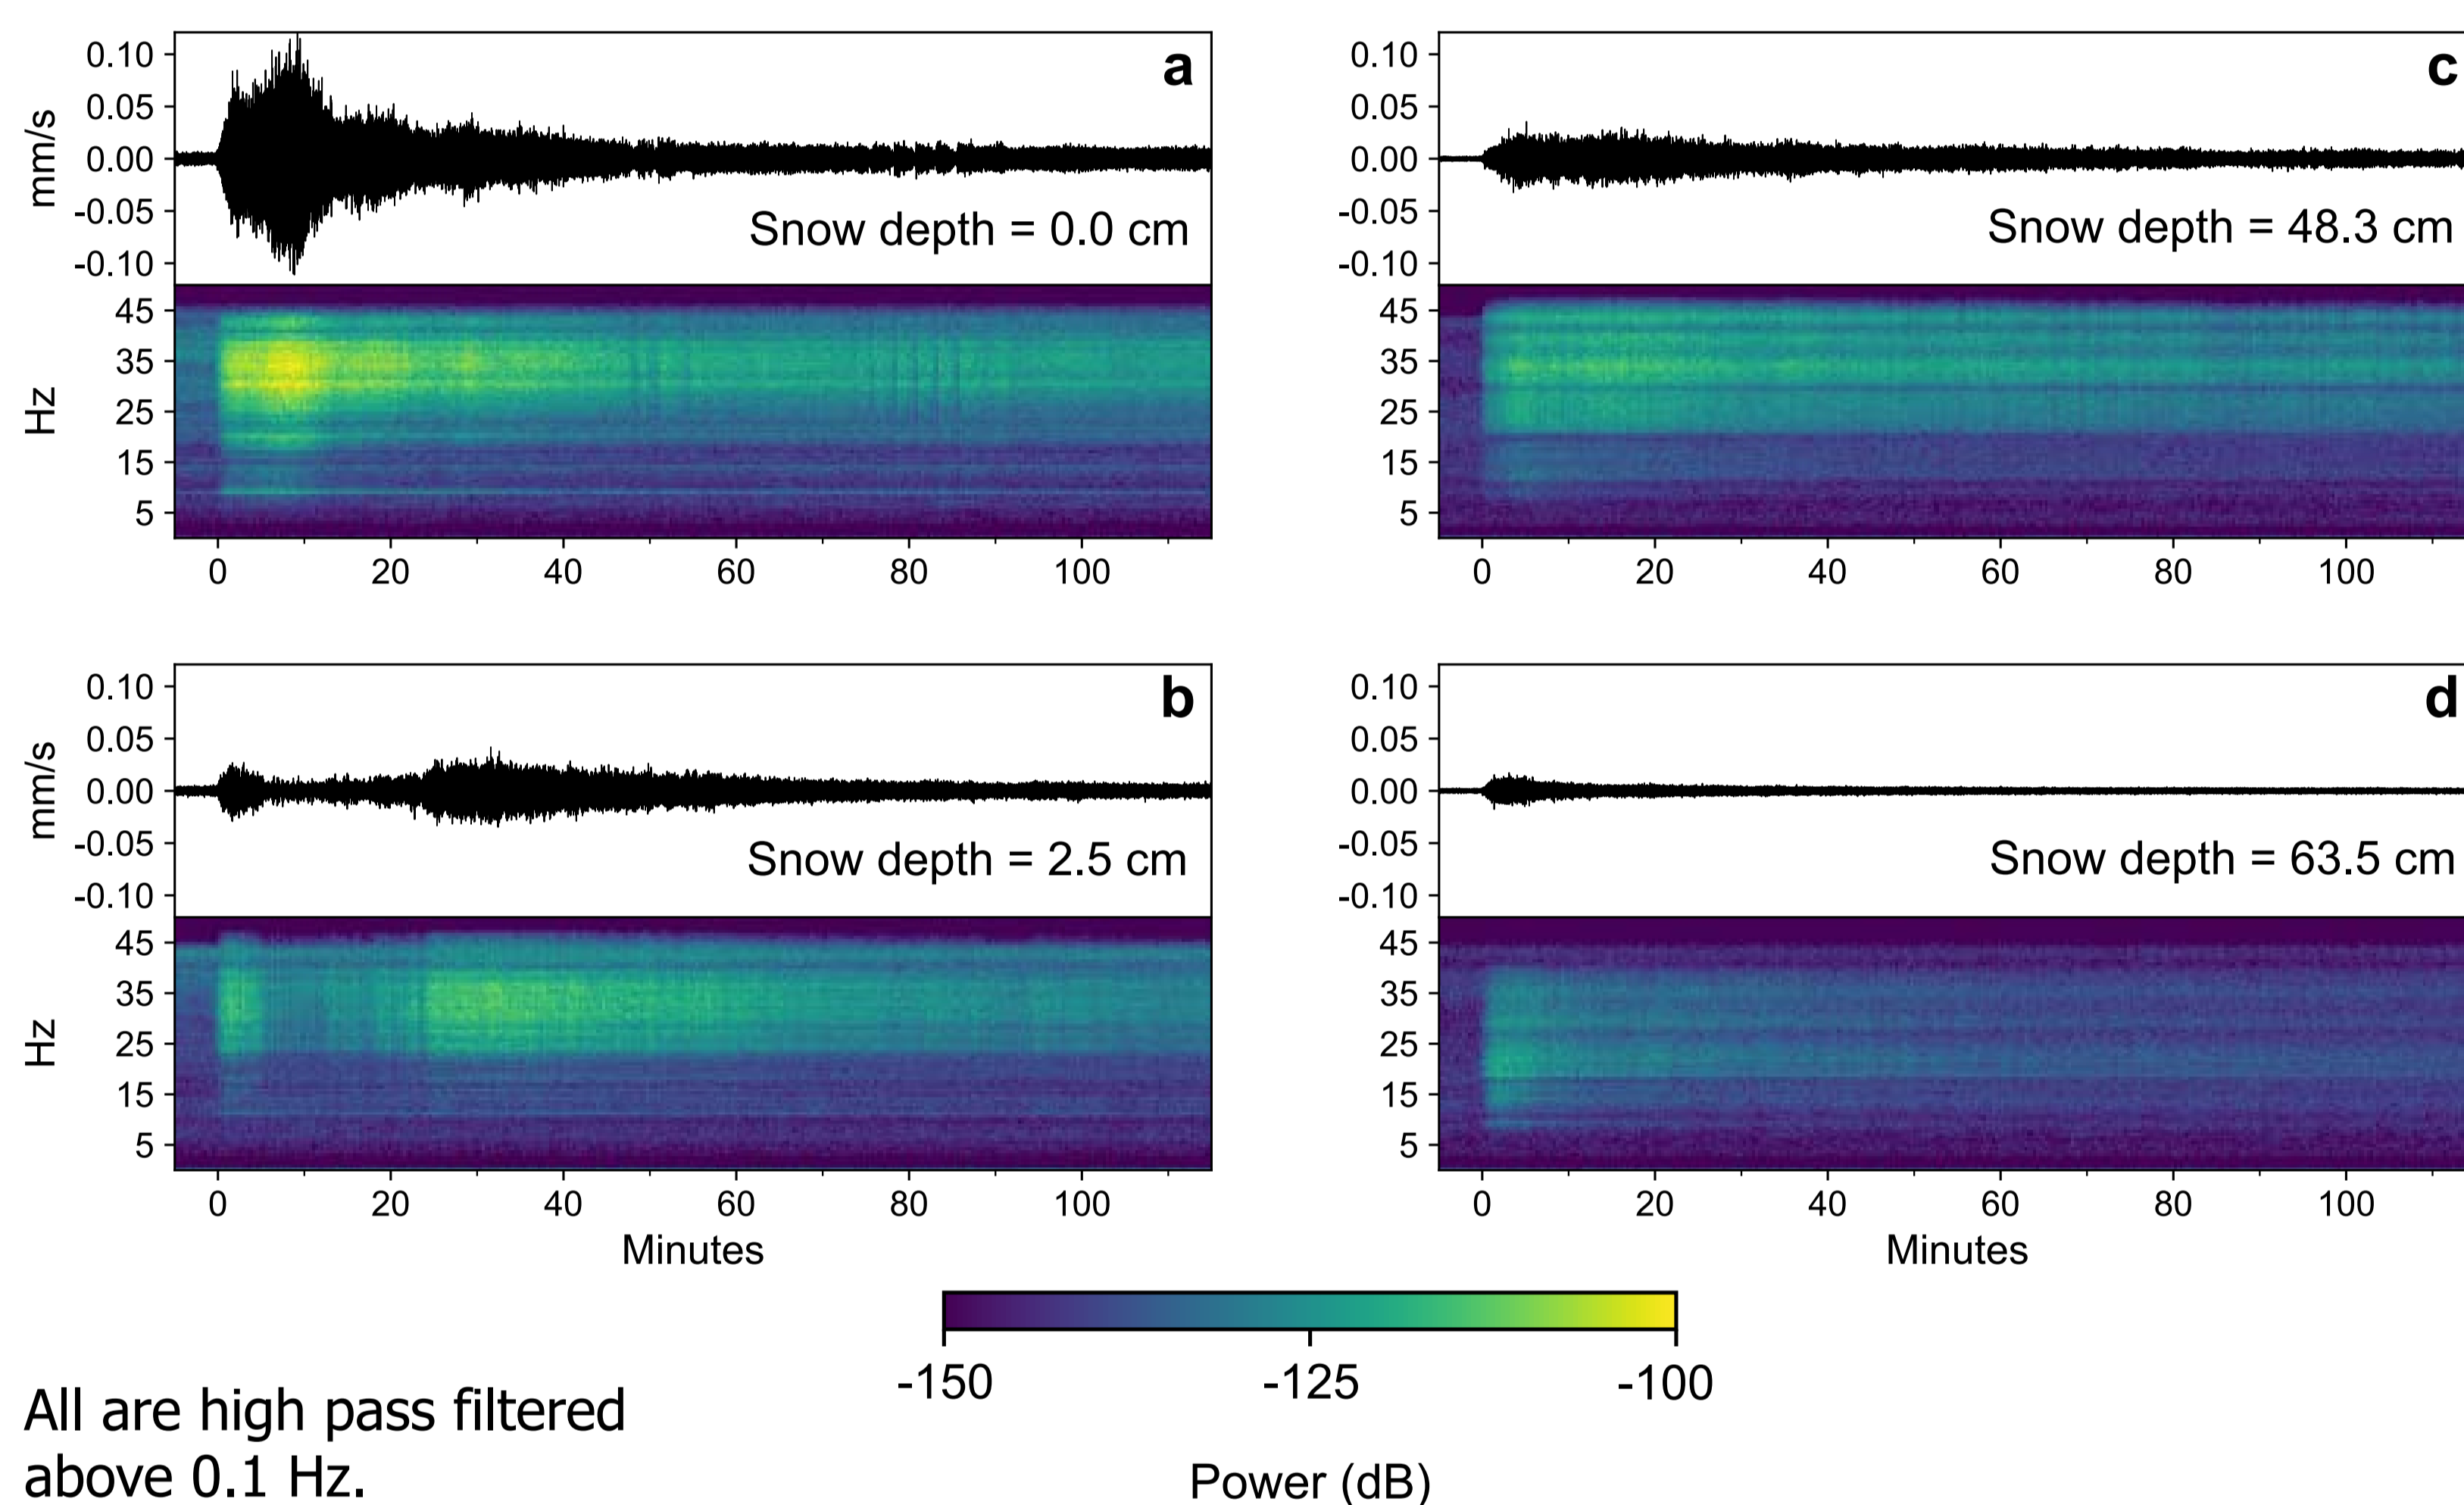 a
0.10
0.05
0.00
-0.05
-0.10
mm/s
Snow depth = 0.0 cm
45
35
25
15
5
Hz
0 20 40 60 80 100
c
0.10
0.05
0.00
-0.05
-0.10
Snow depth = 48.3 cm
45
35
25
15
5
0 20 40 60 80 100
b
0.10
0.05
0.00
-0.05
-0.10
mm/s
Snow depth = 2.5 cm
45
35
25
15
5
Hz
0 20 40 60 80 100
Minutes
d
0.10
0.05
0.00
-0.05
-0.10
Snow depth = 63.5 cm
45
35
25
15
5
0 20 40 60 80 100
Minutes
-150 -125 -100
Power (dB)
All are high pass filtered
above 0.1 Hz.